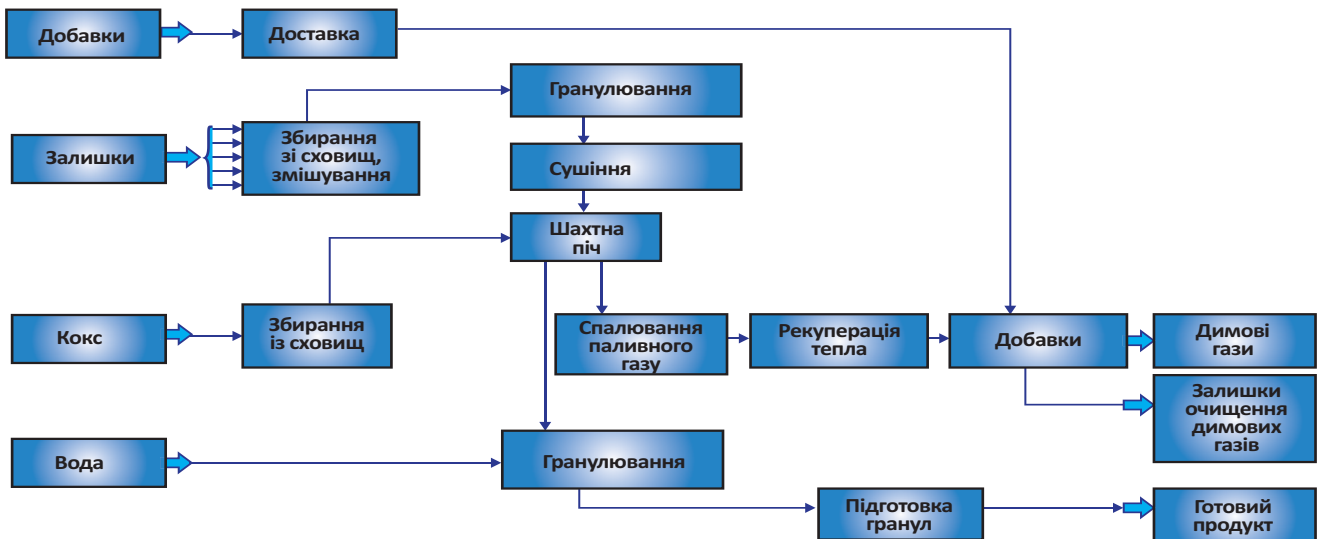 Добавки
Доставка
Гранулювання
Залишки
Збирання
зі сховищ,
змішування
Сушіння
Шахтна
піч
Кокс
Збирання
із сховищ
Спалювання
паливного
газу
Рекуперація
тепла
Добавки
Димові
гази
Залишки
очищення
димових
газів
Вода
Гранулювання
Підготовка
гранул
Готовий
продукт